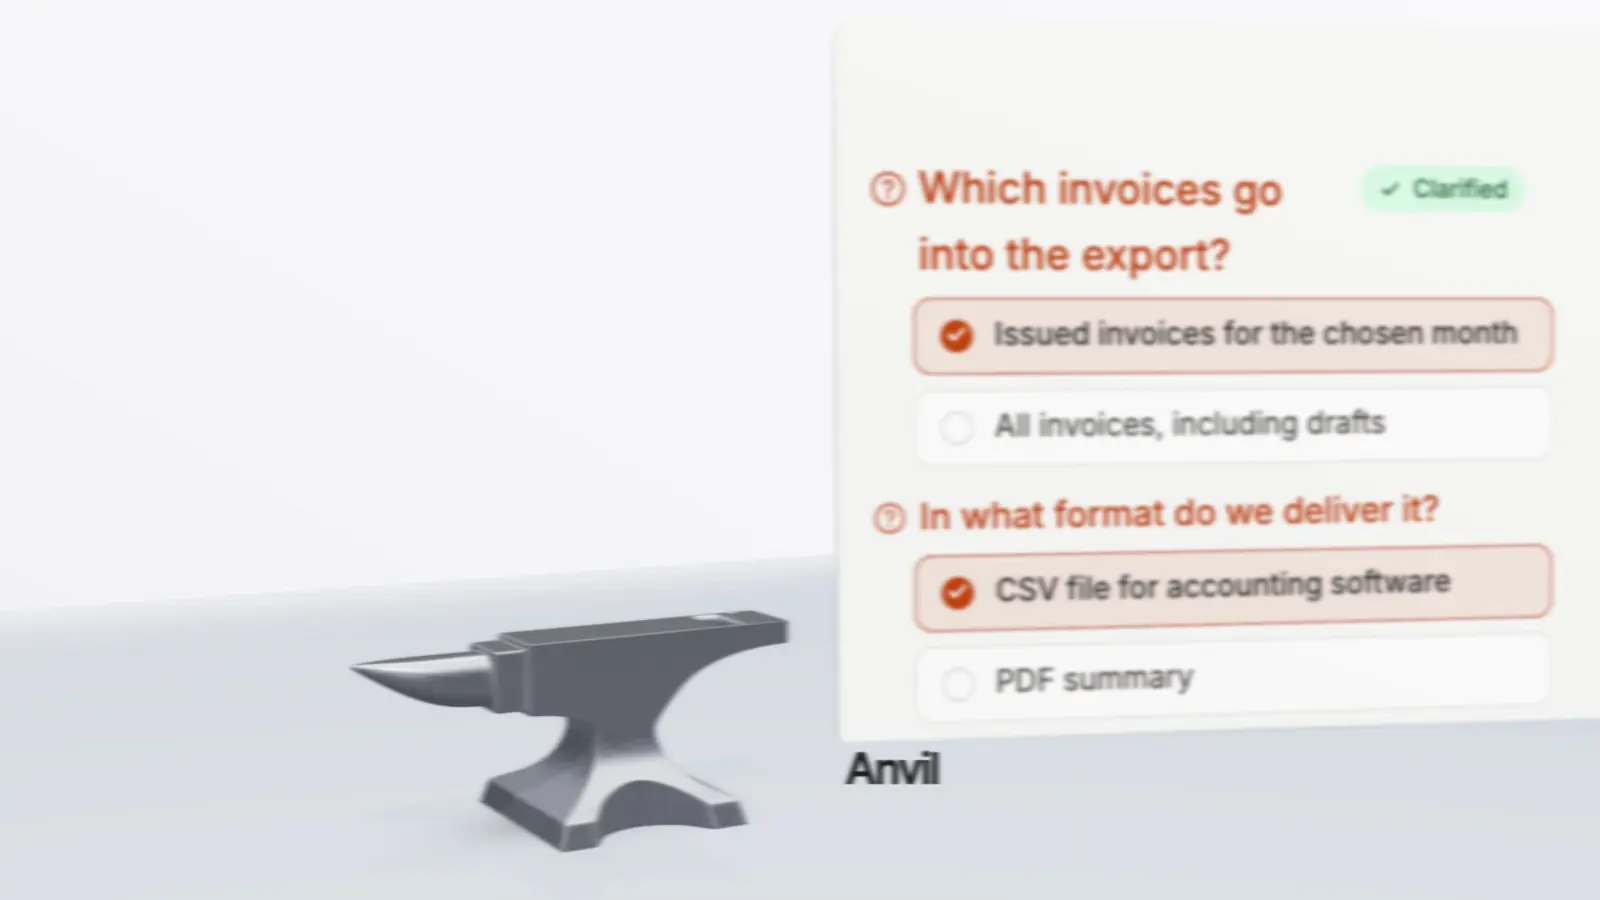 Which invoices go
into the export?
Clarified
Issued invoices for the chosen month
All invoices, including drafts
In what format do we deliver it?
CSV file for accounting software
PDF summary
Anvil